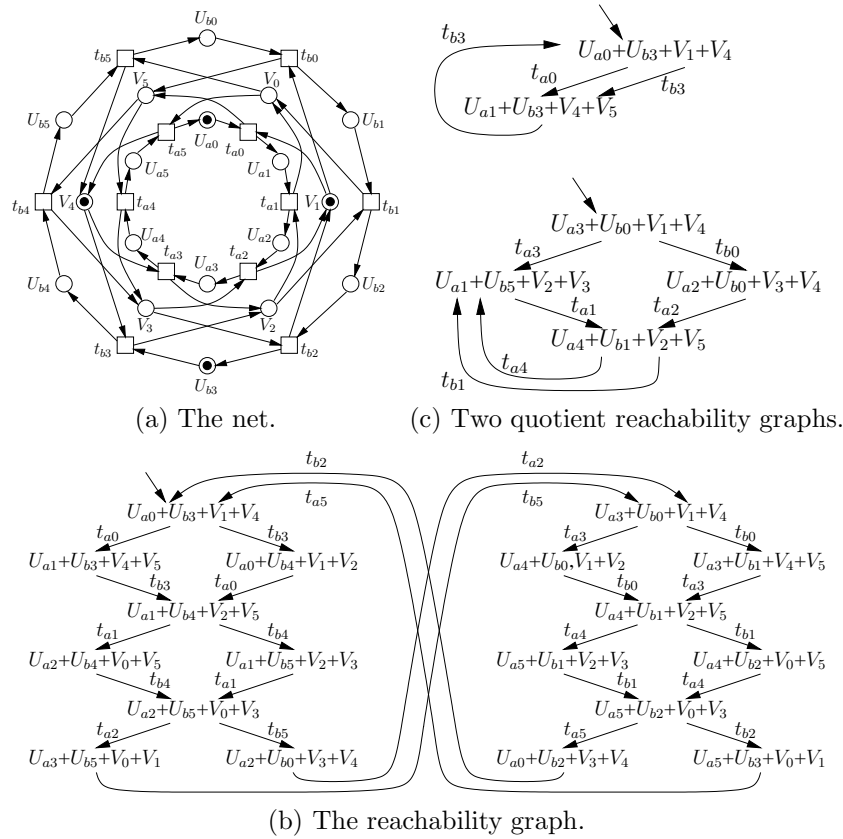 U_{b0}
t_{b5}
t_{b0}
V_5
V_0
U_{b5}
U_{a0}
U_{b1}
t_{a5}
t_{a0}
U_{a5}
U_{a1}
t_{b4}
V_4
t_{a4}
t_{a1}
V_1
t_{b1}
U_{a4}
U_{a2}
t_{a3}
U_{a3}
t_{a2}
U_{b4}
U_{b2}
V_3
V_2
t_{b3}
t_{b2}
U_{b3}
(a) The net.
t_{b3}
U_{a0}+U_{b3}+V_1+V_4
t_{a0}
t_{b3}
U_{a1}+U_{b3}+V_4+V_5
U_{a3}+U_{b0}+V_1+V_4
t_{a3}
t_{b0}
U_{a1}+U_{b5}+V_2+V_3
U_{a2}+U_{b0}+V_3+V_4
t_{a1}
t_{a2}
U_{a4}+U_{b1}+V_2+V_5
t_{a4}
t_{b1}
(c) Two quotient reachability graphs.
t_{b2}
t_{a5}
U_{a0}+U_{b3}+V_1+V_4
t_{a0}
t_{b3}
U_{a1}+U_{b3}+V_4+V_5
U_{a0}+U_{b4}+V_1+V_2
t_{b3}
t_{a0}
U_{a1}+U_{b4}+V_2+V_5
t_{a1}
t_{b4}
U_{a2}+U_{b4}+V_0+V_5
U_{a1}+U_{b5}+V_2+V_3
t_{b4}
t_{a1}
U_{a2}+U_{b5}+V_0+V_3
t_{a2}
t_{b5}
U_{a3}+U_{b5}+V_0+V_1
U_{a2}+U_{b0}+V_3+V_4
t_{a2}
t_{b5}
U_{a3}+U_{b0}+V_1+V_4
t_{a3}
t_{b0}
U_{a4}+U_{b0},V_1+V_2
U_{a3}+U_{b1}+V_4+V_5
t_{b0}
t_{a3}
U_{a4}+U_{b1}+V_2+V_5
t_{a4}
t_{b1}
U_{a5}+U_{b1}+V_2+V_3
U_{a4}+U_{b2}+V_0+V_5
t_{b1}
t_{a4}
U_{a5}+U_{b2}+V_0+V_3
t_{a5}
t_{b2}
U_{a0}+U_{b2}+V_3+V_4
U_{a5}+U_{b3}+V_0+V_1
(b) The reachability graph.